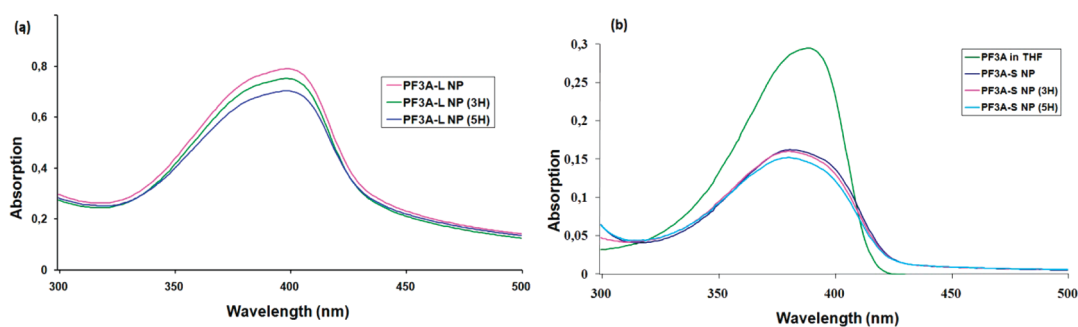 (a)
Absorption
0,8
0,6
0,4
0,2
0
300
350
400
450
500
Wavelength (nm)
PF3A-L NP
PF3A-L NP (3H)
PF3A-L NP (5H)
(b)
Absorption
0,3
0,25
0,2
0,15
0,1
0,05
0
300
350
400
450
500
Wavelength (nm)
PF3A in THF
PF3A-S NP
PF3A-S NP (3H)
PF3A-S NP (5H)